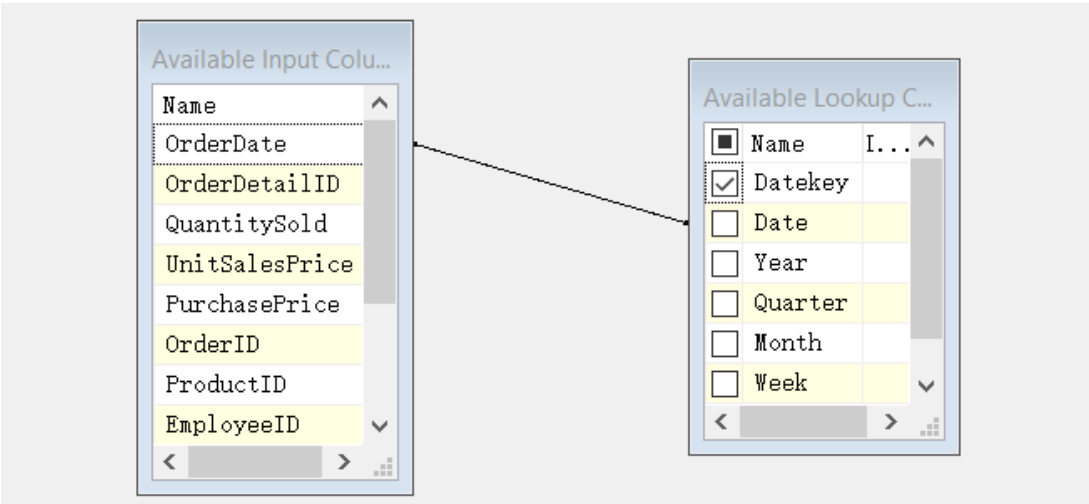 Available Input Colu...
Name
OrderDate
OrderDetailID
QuantitySold
UnitSalesPrice
PurchasePrice
OrderID
ProductID
EmployeeID
Available Lookup C...
Name I...
Datekey
Date
Year
Quarter
Month
Week